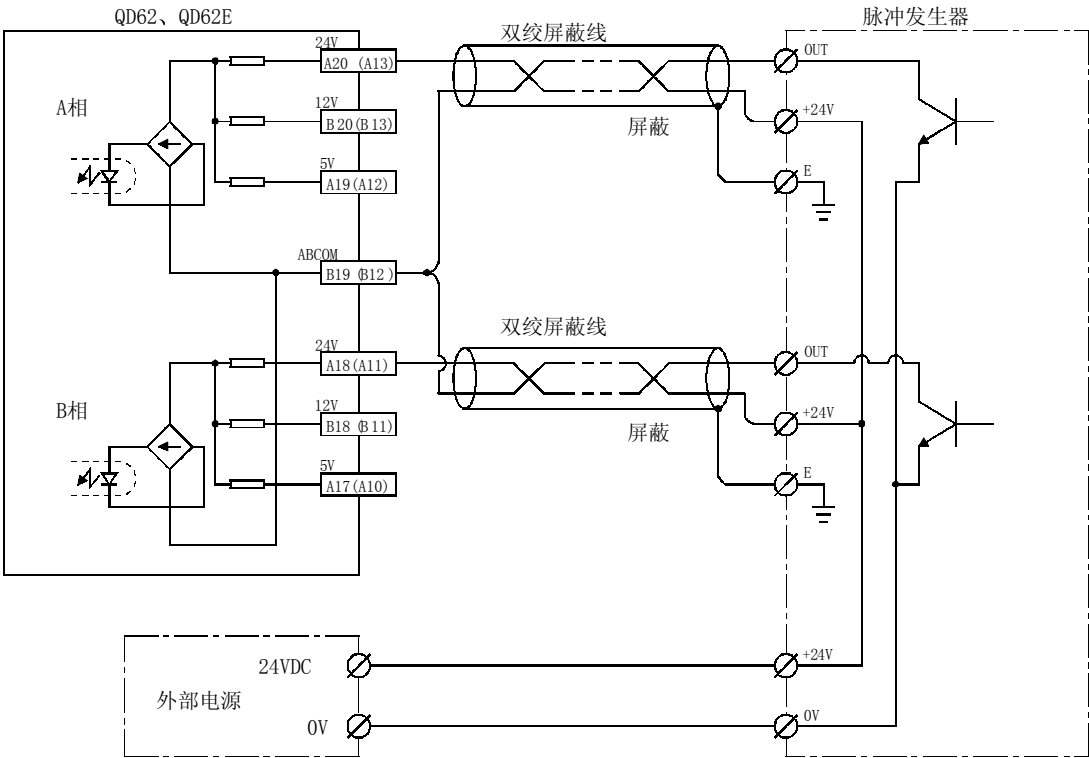 QD62、QD62E
脉冲发生器
24V
A20 (A13)
双绞屏蔽线
OUT
A相
12V
B20(B13)
屏蔽
+24V
5V
A19(A12)
E
ABCOM
B19 (B12)
双绞屏蔽线
24V
A18(A11)
OUT
B相
12V
B18 (B11)
屏蔽
+24V
5V
A17(A10)
E
24VDC
+24V
外部电源
0V
0V